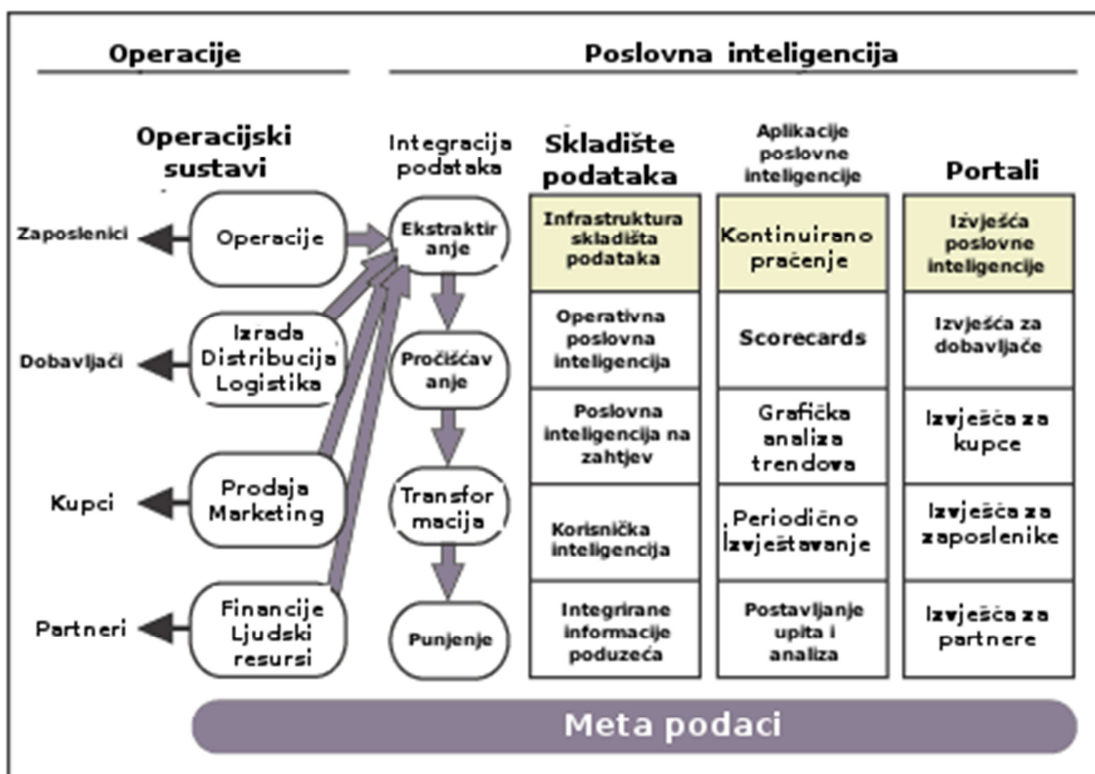 Operacije
Poslovna inteligencija
Operacijski
sustavi
Integracija
podataka
Skladište
podataka
Aplikacije
poslovne
inteligencije
Portali
Zaposlenici
Operacije
Ekstraktir
anje
Infrastruktura
skladišta
podataka
Kontinuirano
pračenje
Izvješća
poslovne
inteligencije
Dobavljači
Izrada
Distribucija
Logistika
Pročišćav
anje
Operativna
poslovna
inteligencija
Scorecards
Izvješća za
dobavljače
Kupci
Prodaja
Marketing
Transfor
macija
Poslovna
inteligencija na
zahtjev
Grafička
analiza
trendova
Izvješća za
kupce
Korisnička
inteligencija
Periodično
Izvještavanje
Izvješća za
zaposlenike
Partneri
Financije
Ljudski
resursi
Punjenje
Integrirane
informacije
poduzeća
Postavljanje
upita i
analiza
Izvješća za
partnere
Meta podaci